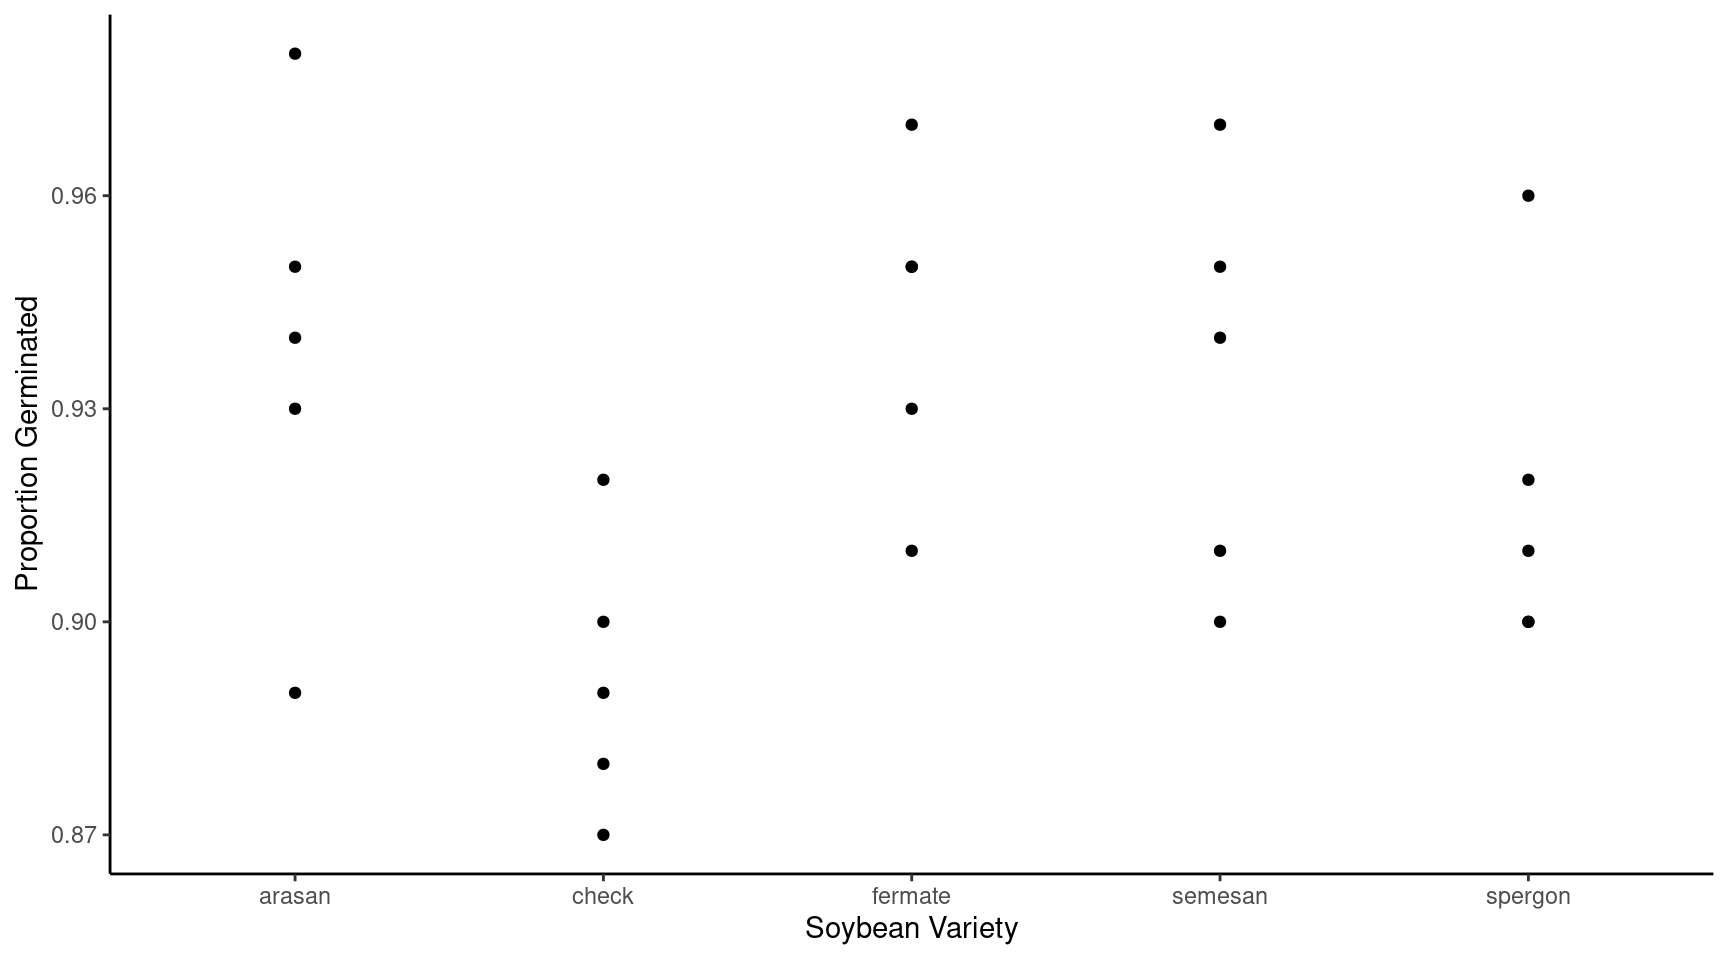 Proportion Germinated
0.96
0.93
0.90
0.87
arasan check fermate semesan spergon
Soybean Variety